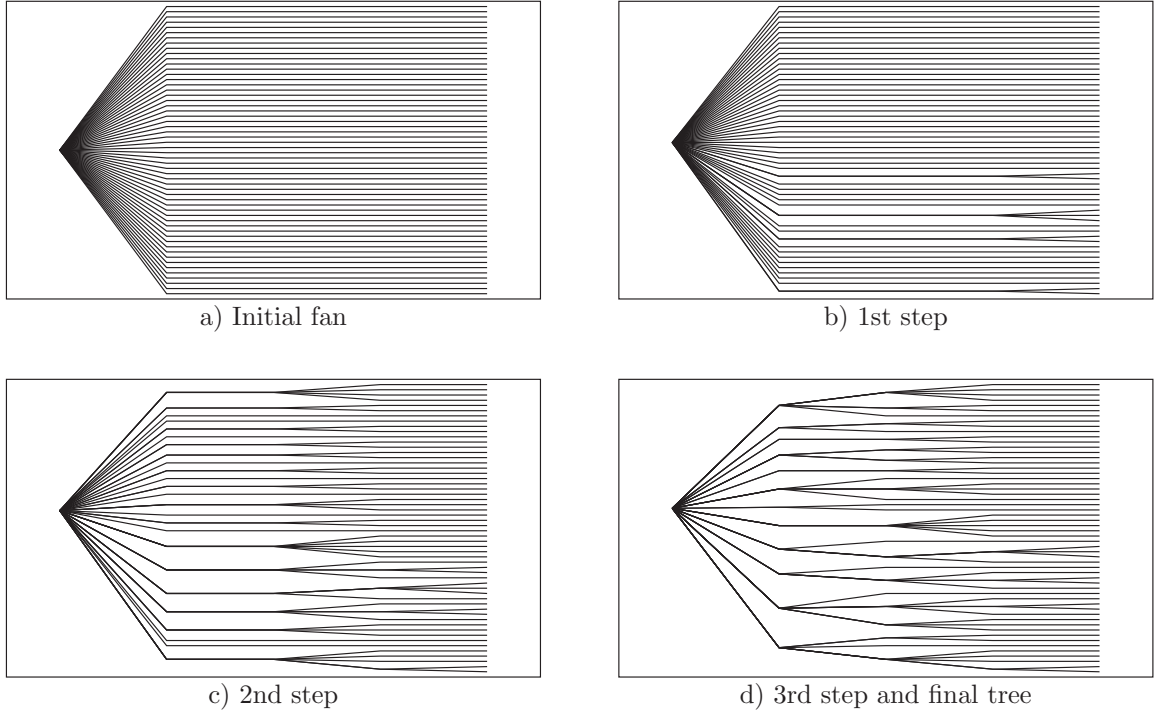 a) Initial fan
b) 1st step
c) 2nd step
d) 3rd step and final tree